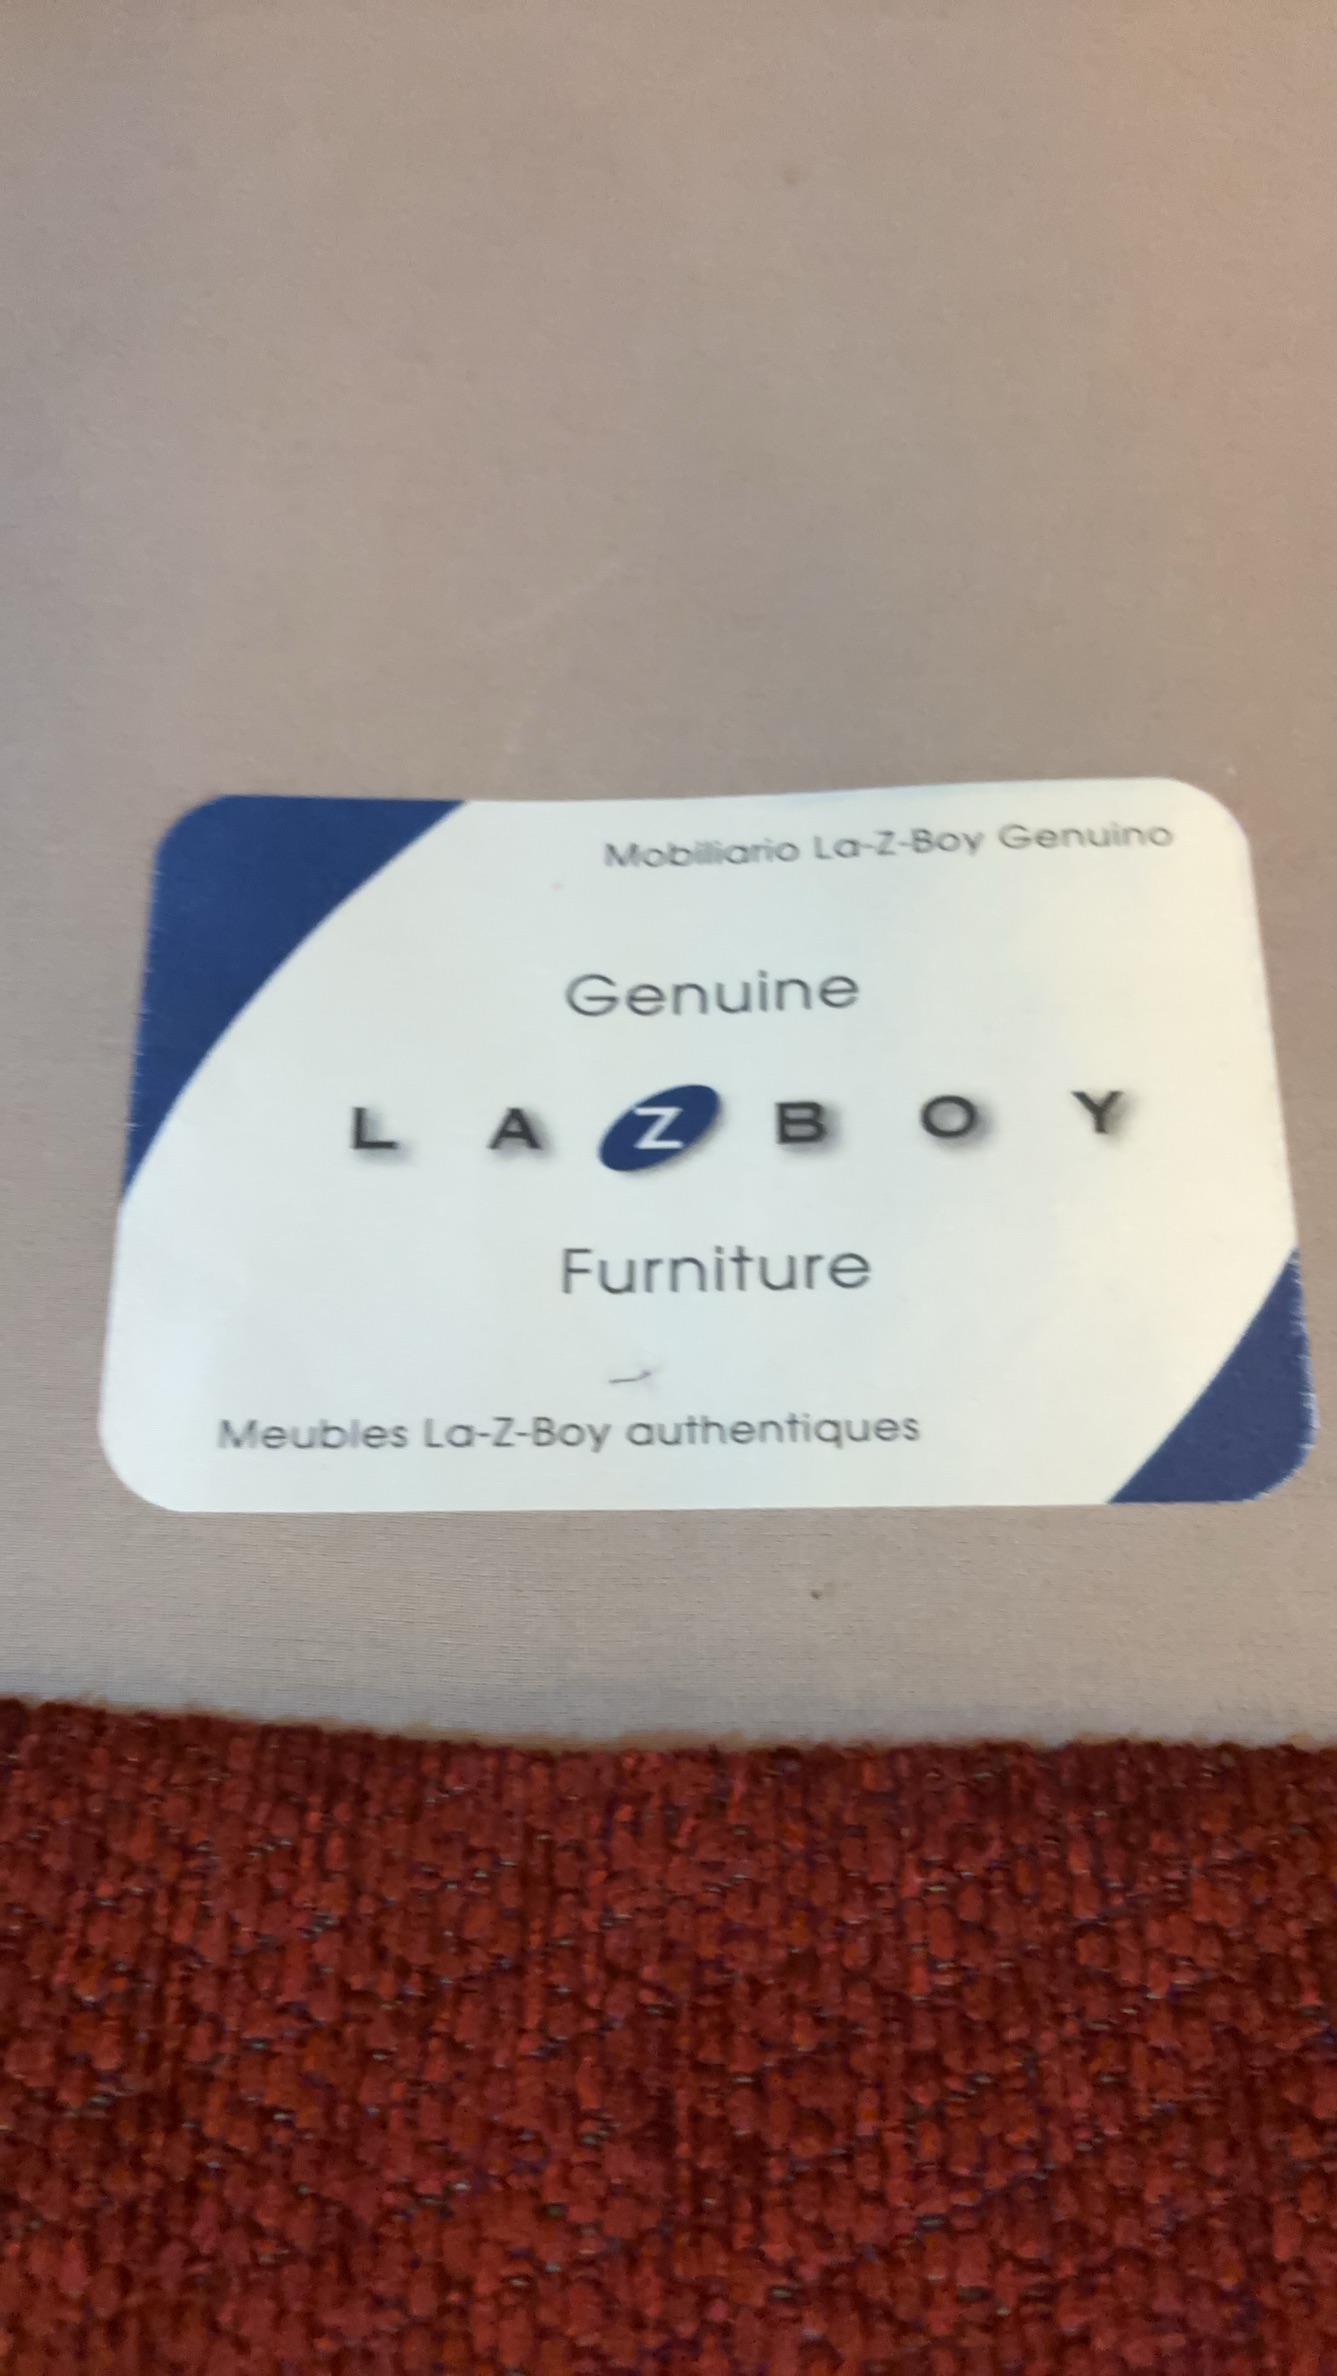 Mobiliario La-Z-Boy Genuino
Genuine
LAZBOY
Furniture
Meubles La-Z-Boy authentiques